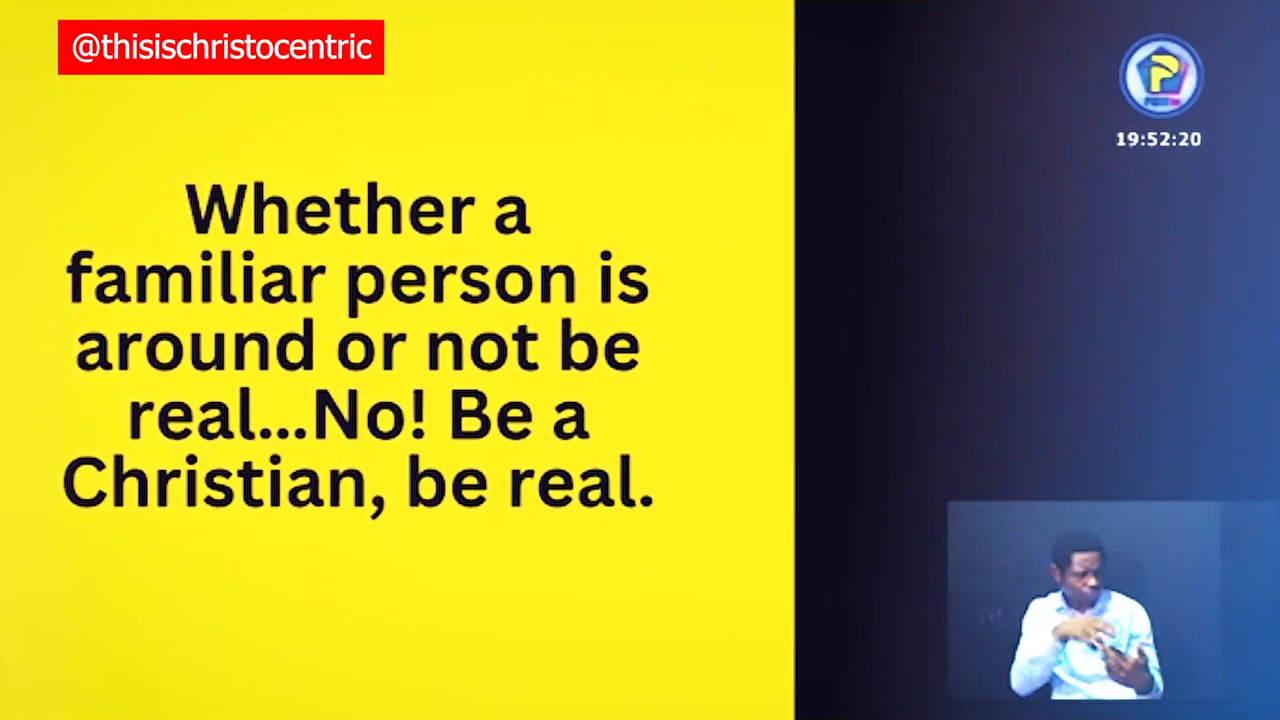 @thisischristocentric
19:52:20
Whether a
familiar person is
around or not be
real...No! Be a
Christian, be real.